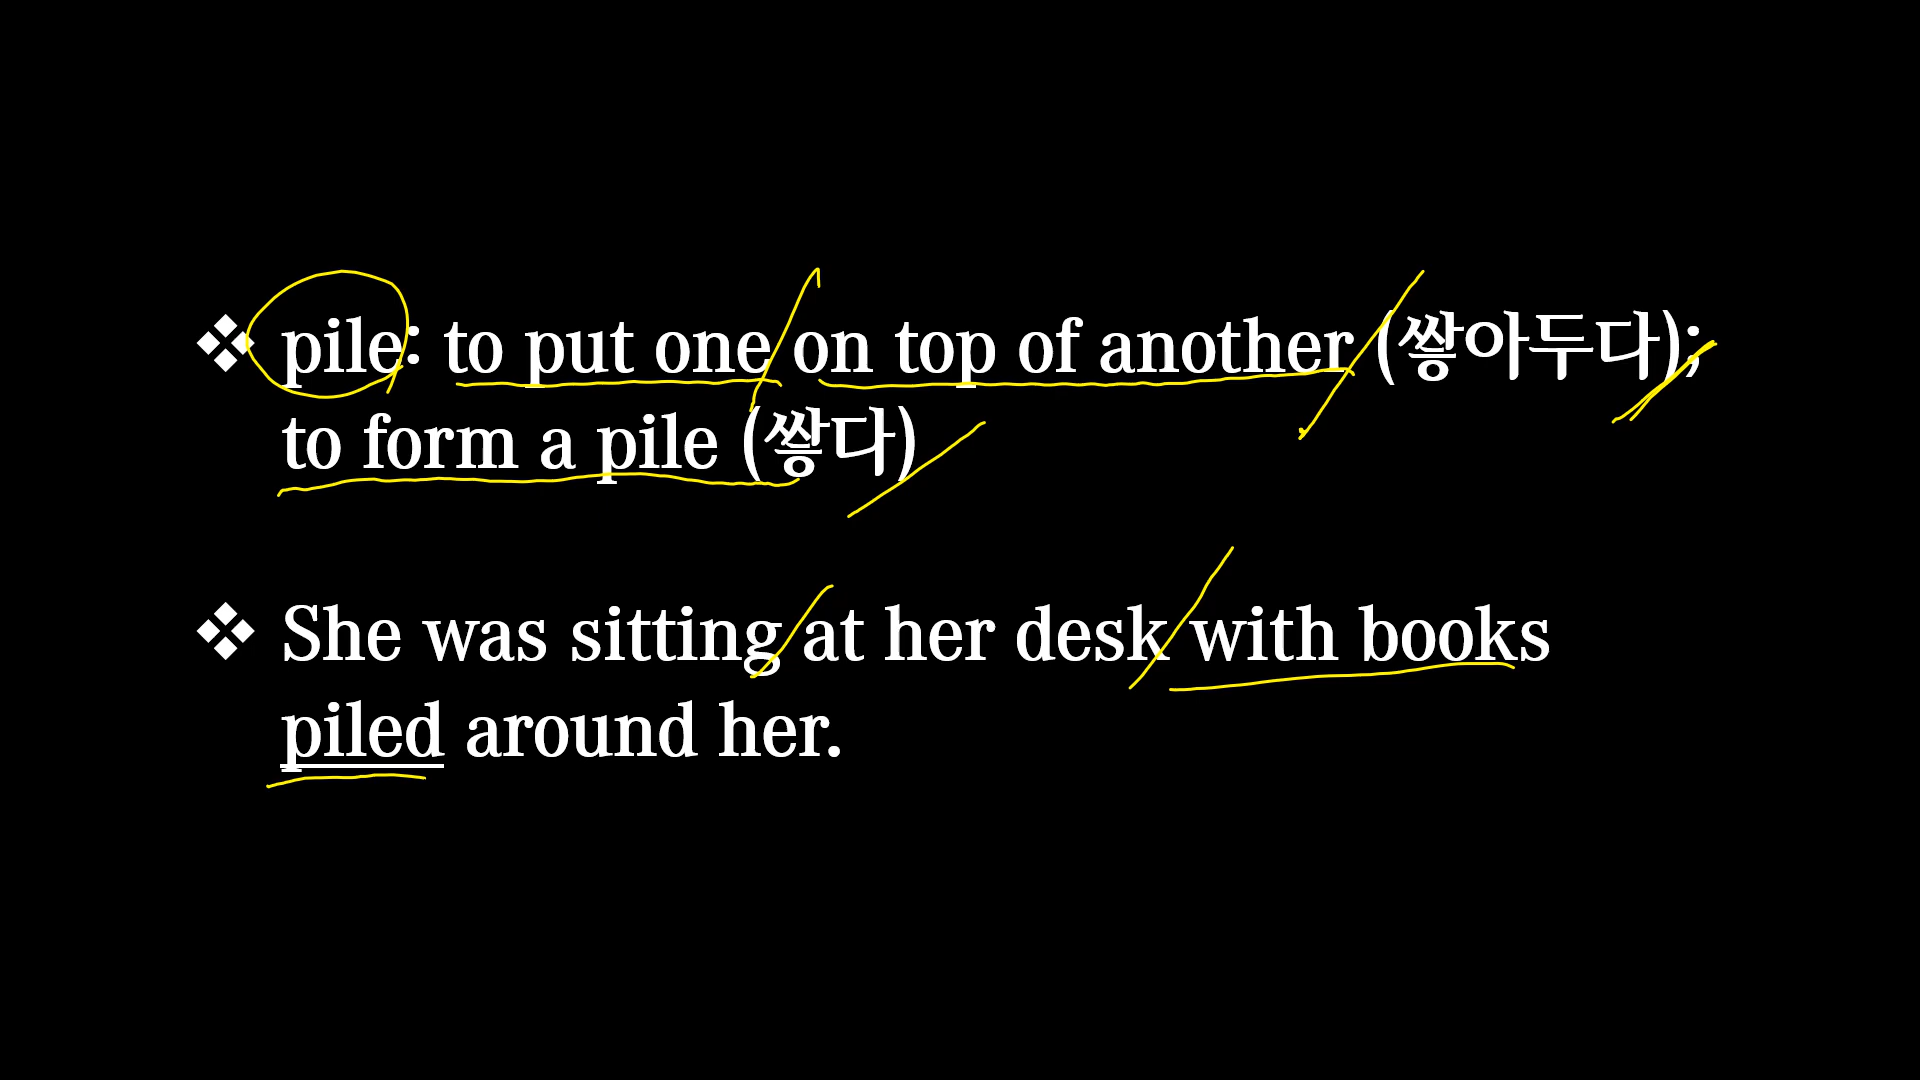 ❖ pile: to put one on top of another (쌓아두다);
to form a pile (쌓다)
❖ She was sitting at her desk with books
piled around her.